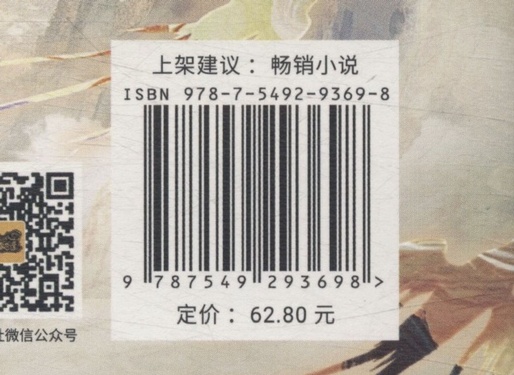 上架建议：畅销小说
ISBN 978-7-5492-9369-8
9 787549 293698 >
定价：62.80 元
社微信公众号